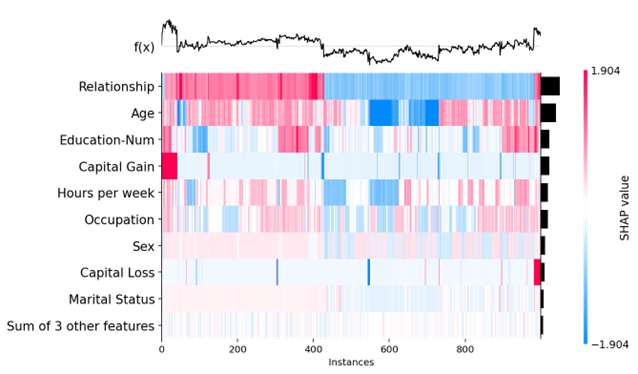 f(x)
Relationship
Age
Education-Num
Capital Gain
Hours per week
Occupation
Sex
Capital Loss
Marital Status
Sum of 3 other features
0 200 400 600 800
Instances
1.904
SHAP value
−1.904